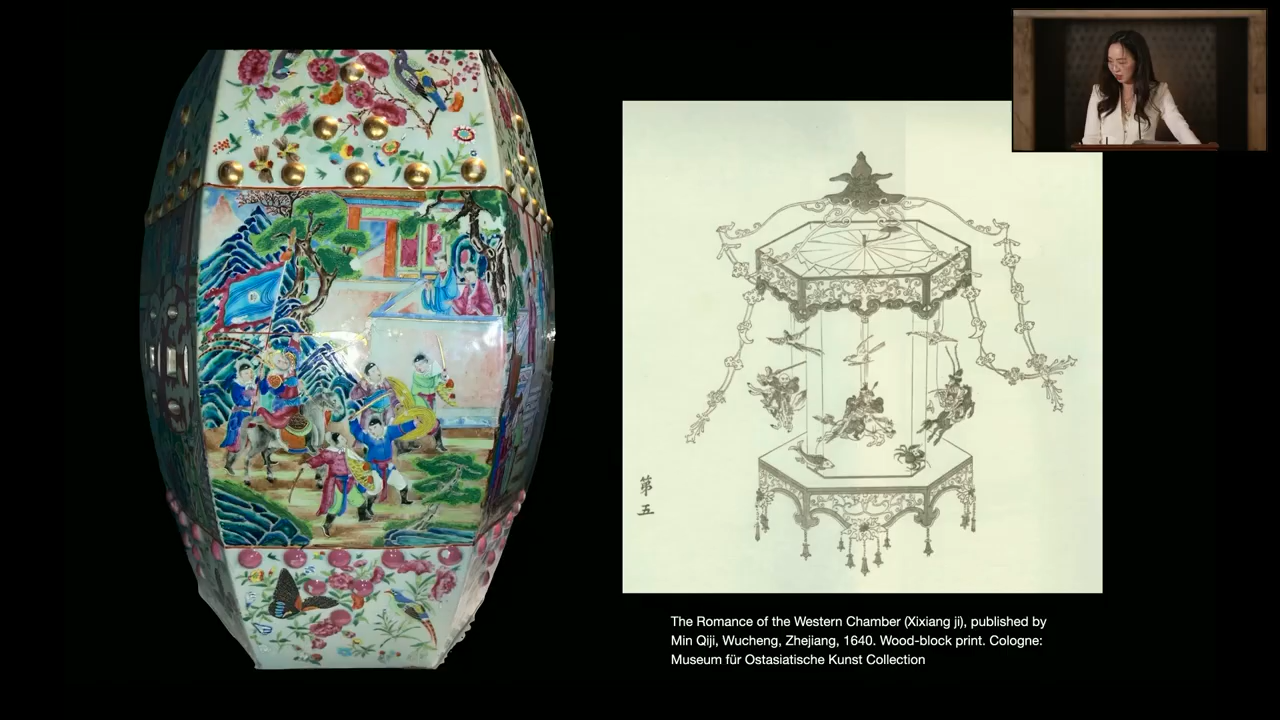 第
五
The Romance of the Western Chamber (Xixiang ji), published by
Min Qiji, Wucheng, Zhejiang, 1640. Wood-block print. Cologne:
Museum für Ostasiatische Kunst Collection